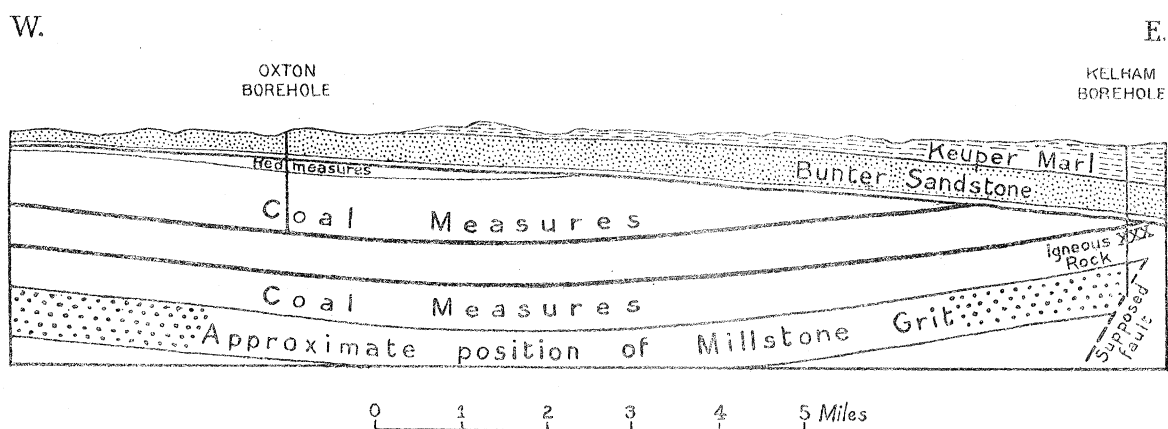 W.
E.
OXTON
BOREHOLE
KELHAM
BOREHOLE
Keuper Marl
Red measures
Bunter Sandstone
Coal Measures
igneous XXX
Rock
Coal Measures
Approximate position of Millstone Grit
Supposed
fault
0 1 2 3 4 5 Miles